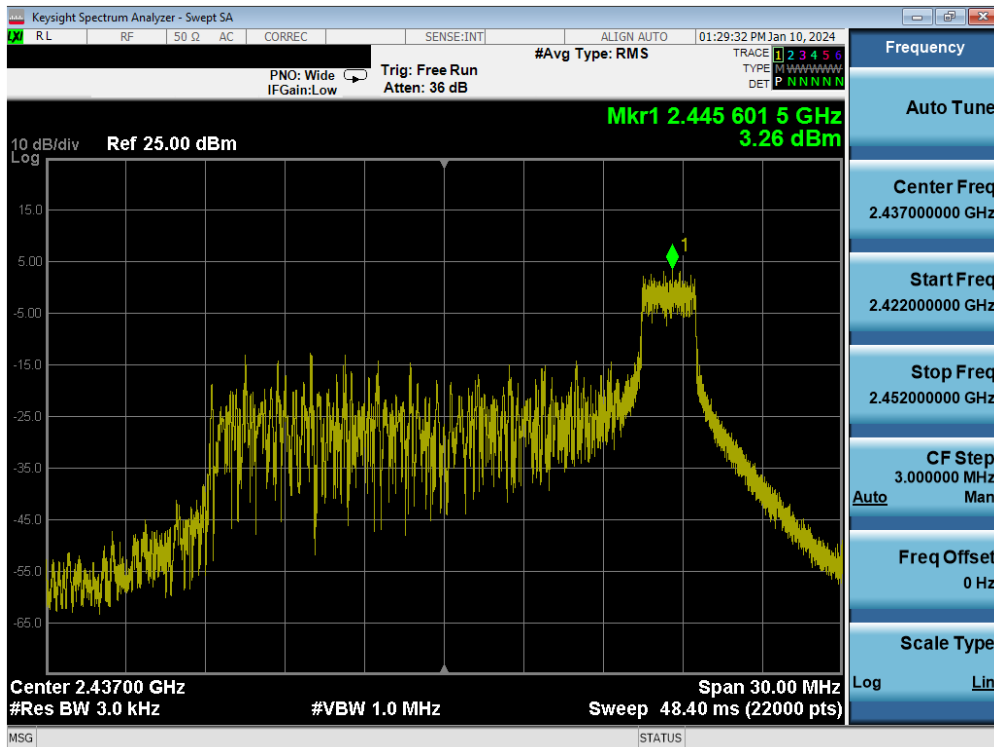 Keysight Spectrum Analyzer - Swept SA
LXI RL RF 50 Ω AC CORREC SENSE:INT ALIGN AUTO 01:29:32 PM Jan 10, 2024
#Avg Type: RMS
TRACE 1 2 3 4 5 6
TYPE M W W W W W
DET P N N N N N
PNO: Wide
IFGain:Low
Trig: Free Run
Atten: 36 dB
Mkr1 2.445 601 5 GHz
3.26 dBm
10 dB/div
Log
Ref 25.00 dBm
15.0
5.00
-5.00
-15.0
-25.0
-35.0
-45.0
-55.0
-65.0
1
Center 2.43700 GHz
Span 30.00 MHz
#Res BW 3.0 kHz
#VBW 1.0 MHz
Sweep 48.40 ms (22000 pts)
MSG
STATUS
Frequency
Auto Tune
Center Freq
2.437000000 GHz
Start Freq
2.422000000 GHz
Stop Freq
2.452000000 GHz
CF Step
3.000000 MHz
Auto Man
Freq Offset
0 Hz
Scale Type
Log Lin